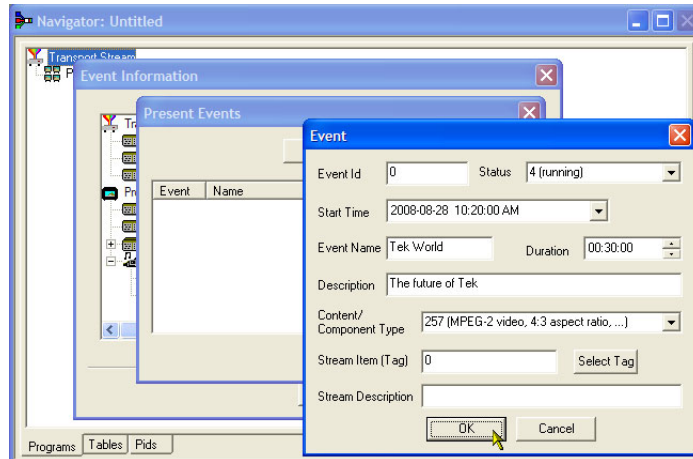 Navigator: Untitled
Transport Stream
P
Event Information
Tr
Pr
Present Events
Event Name
Event
Event Id 0 Status 4 (running)
Start Time 2008-08-28 10:20:00 AM
Event Name Tek World Duration 00:30:00
Description The future of Tek
Content/
Component Type 257 (MPEG-2 video, 4:3 aspect ratio, ...)
Stream Item (Tag) 0 Select Tag
Stream Description
OK Cancel
Programs Tables Pids